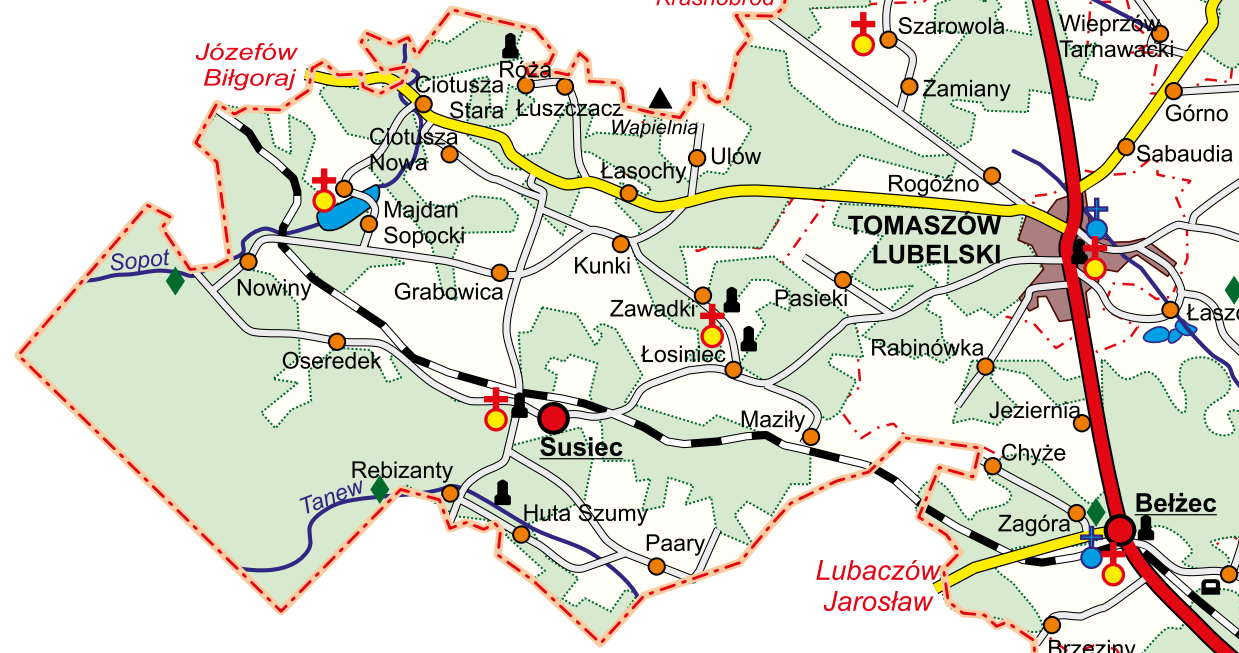 Krasnobród
Szarowola
Wieprzów
Tarnawacki
Józefów
Biłgoraj
Róża
Ciotusza
Stara
Łuszczacz
Zamiany
Górno
Wapielnia
Ciotusza
Nowa
Ulów
Sabaudia
Łasochy
Rogóźno
Majdan
Sopocki
TOMASZÓW
LUBELSKI
Sopot
Kunki
Nowiny
Grabowica
Zawadki
Pasieki
Oseredek
Łosiniec
Rabinówka
Maziły
Jeziernia
Susiec
Chyże
Rebizanty
Tanew
Huta Szumy
Bełżec
Zagóra
Paary
Lubaczów
Jarosław
Brzeziny